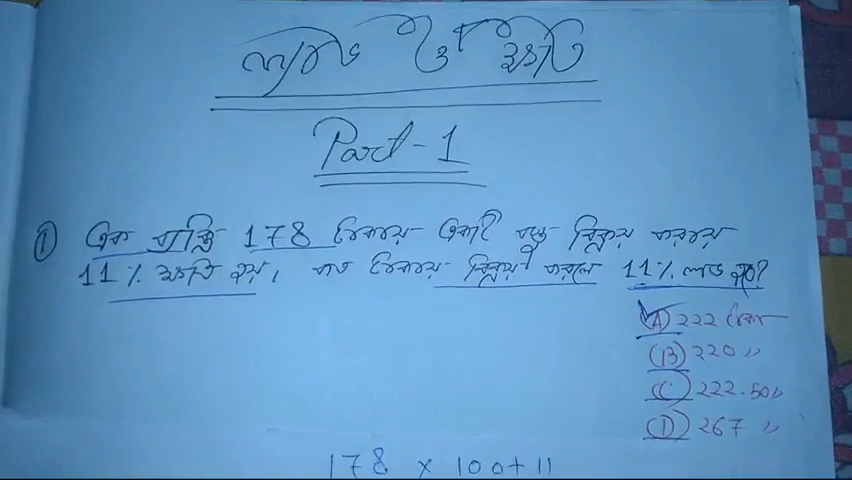 লাভ ও ক্ষতি
Part-1
① এক ব্যক্তি 178 টাকায় একটি বস্তু বিক্রয় করায়
11% ক্ষতি হয়। কত টাকায় বিক্রয় করলে 11% লাভ হবে?
(A) 222 টাকা
(B) 220 "
(C) 222.50 "
(D) 267 "
178 × 100+11